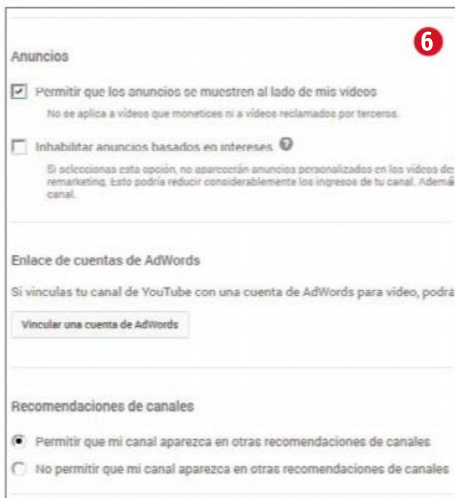 6
Anuncios
Permitir que los anuncios se muestren al lado de mis vídeos
No se aplica a vídeos que monetices ni a vídeos reclamados por terceros.
Inhabilitar anuncios basados en intereses ?
Si seleccionas esta opción, no aparecerán anuncios personalizados en los vídeos de
remarketing. Esto podría reducir considerablemente los ingresos de tu canal. Ademá
canal.
Enlace de cuentas de AdWords
Si vinculas tu canal de YouTube con una cuenta de AdWords para vídeo, podra
Vincular una cuenta de AdWords
Recomendaciones de canales
Permitir que mi canal aparezca en otras recomendaciones de canales
No permitir que mi canal aparezca en otras recomendaciones de canales